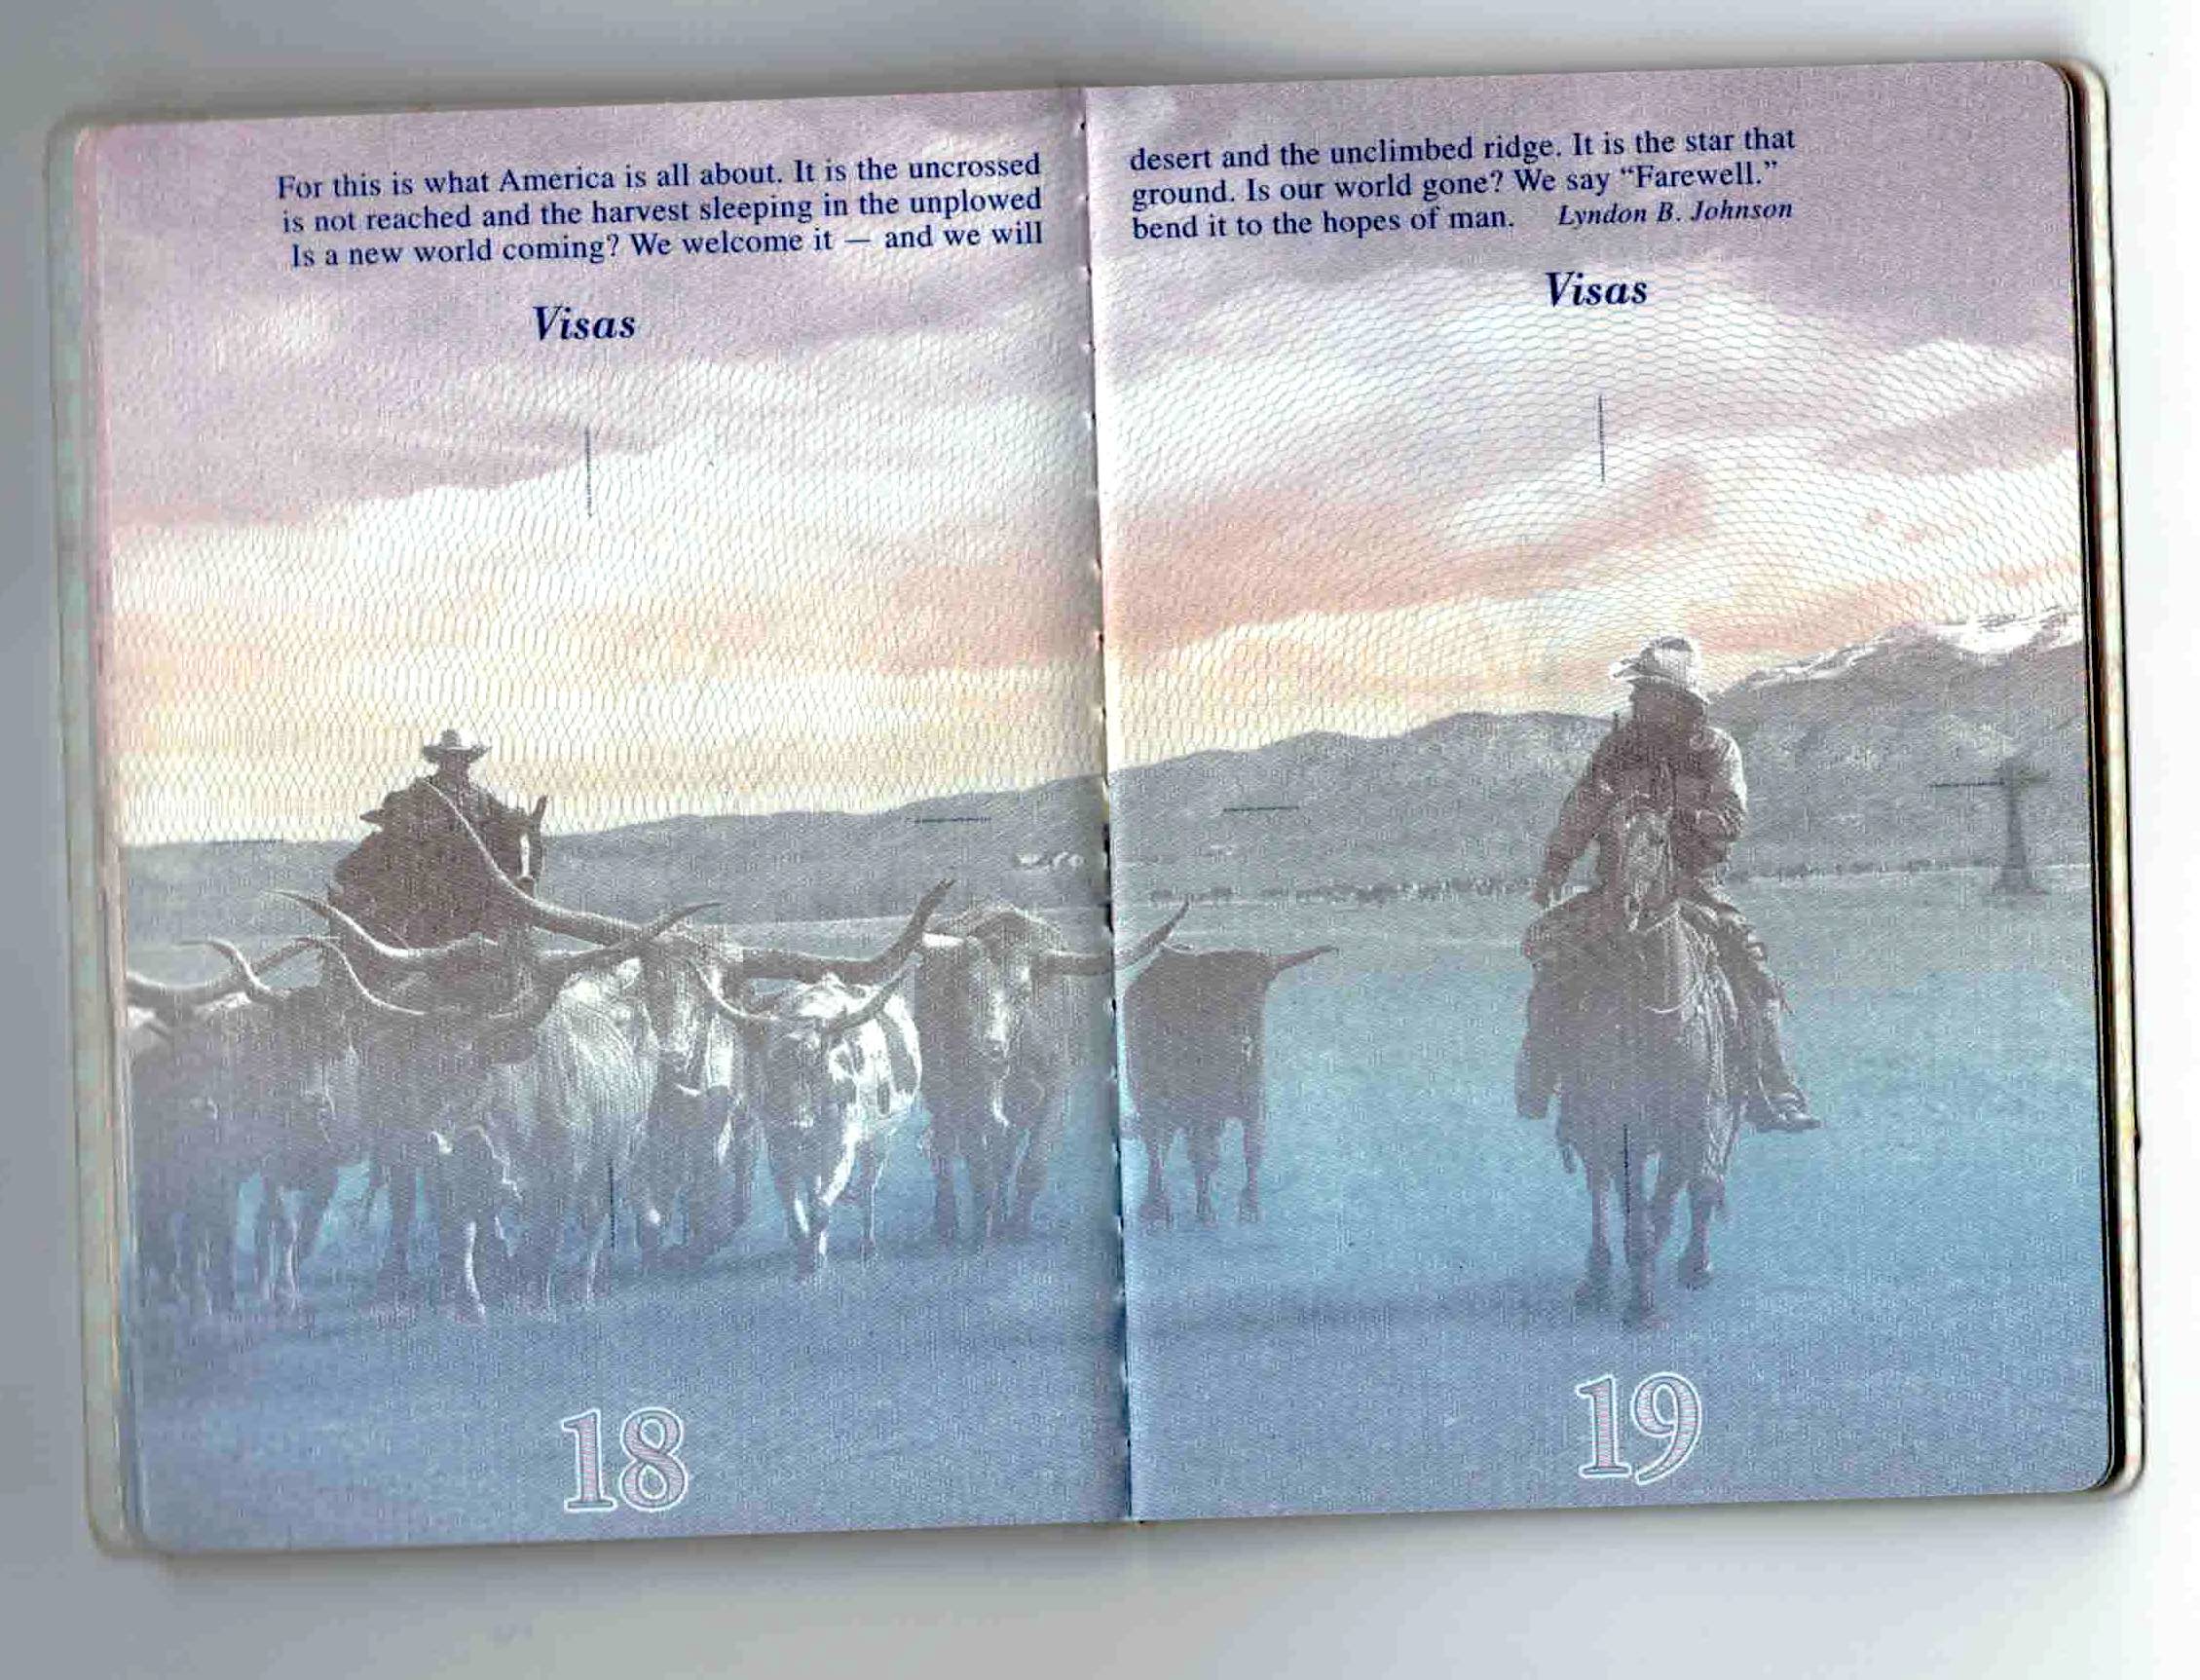 For this is what America is all about. It is the uncrossed desert and the unclimbed ridge. It is the star that
is not reached and the harvest sleeping in the unplowed ground. Is our world gone? We say “Farewell.”
Is a new world coming? We welcome it — and we will bend it to the hopes of man. Lyndon B. Johnson
Visas
Visas
18
19